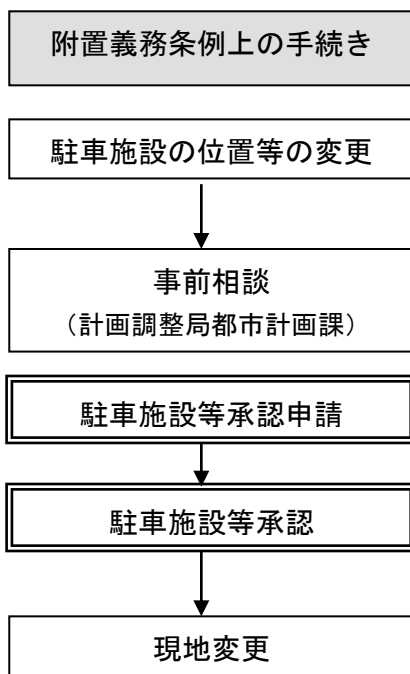 附置義務条例上の手続き
駐車施設の位置等の変更
事前相談
（計画調整局都市計画課）
駐車施設等承認申請
駐車施設等承認
現地変更